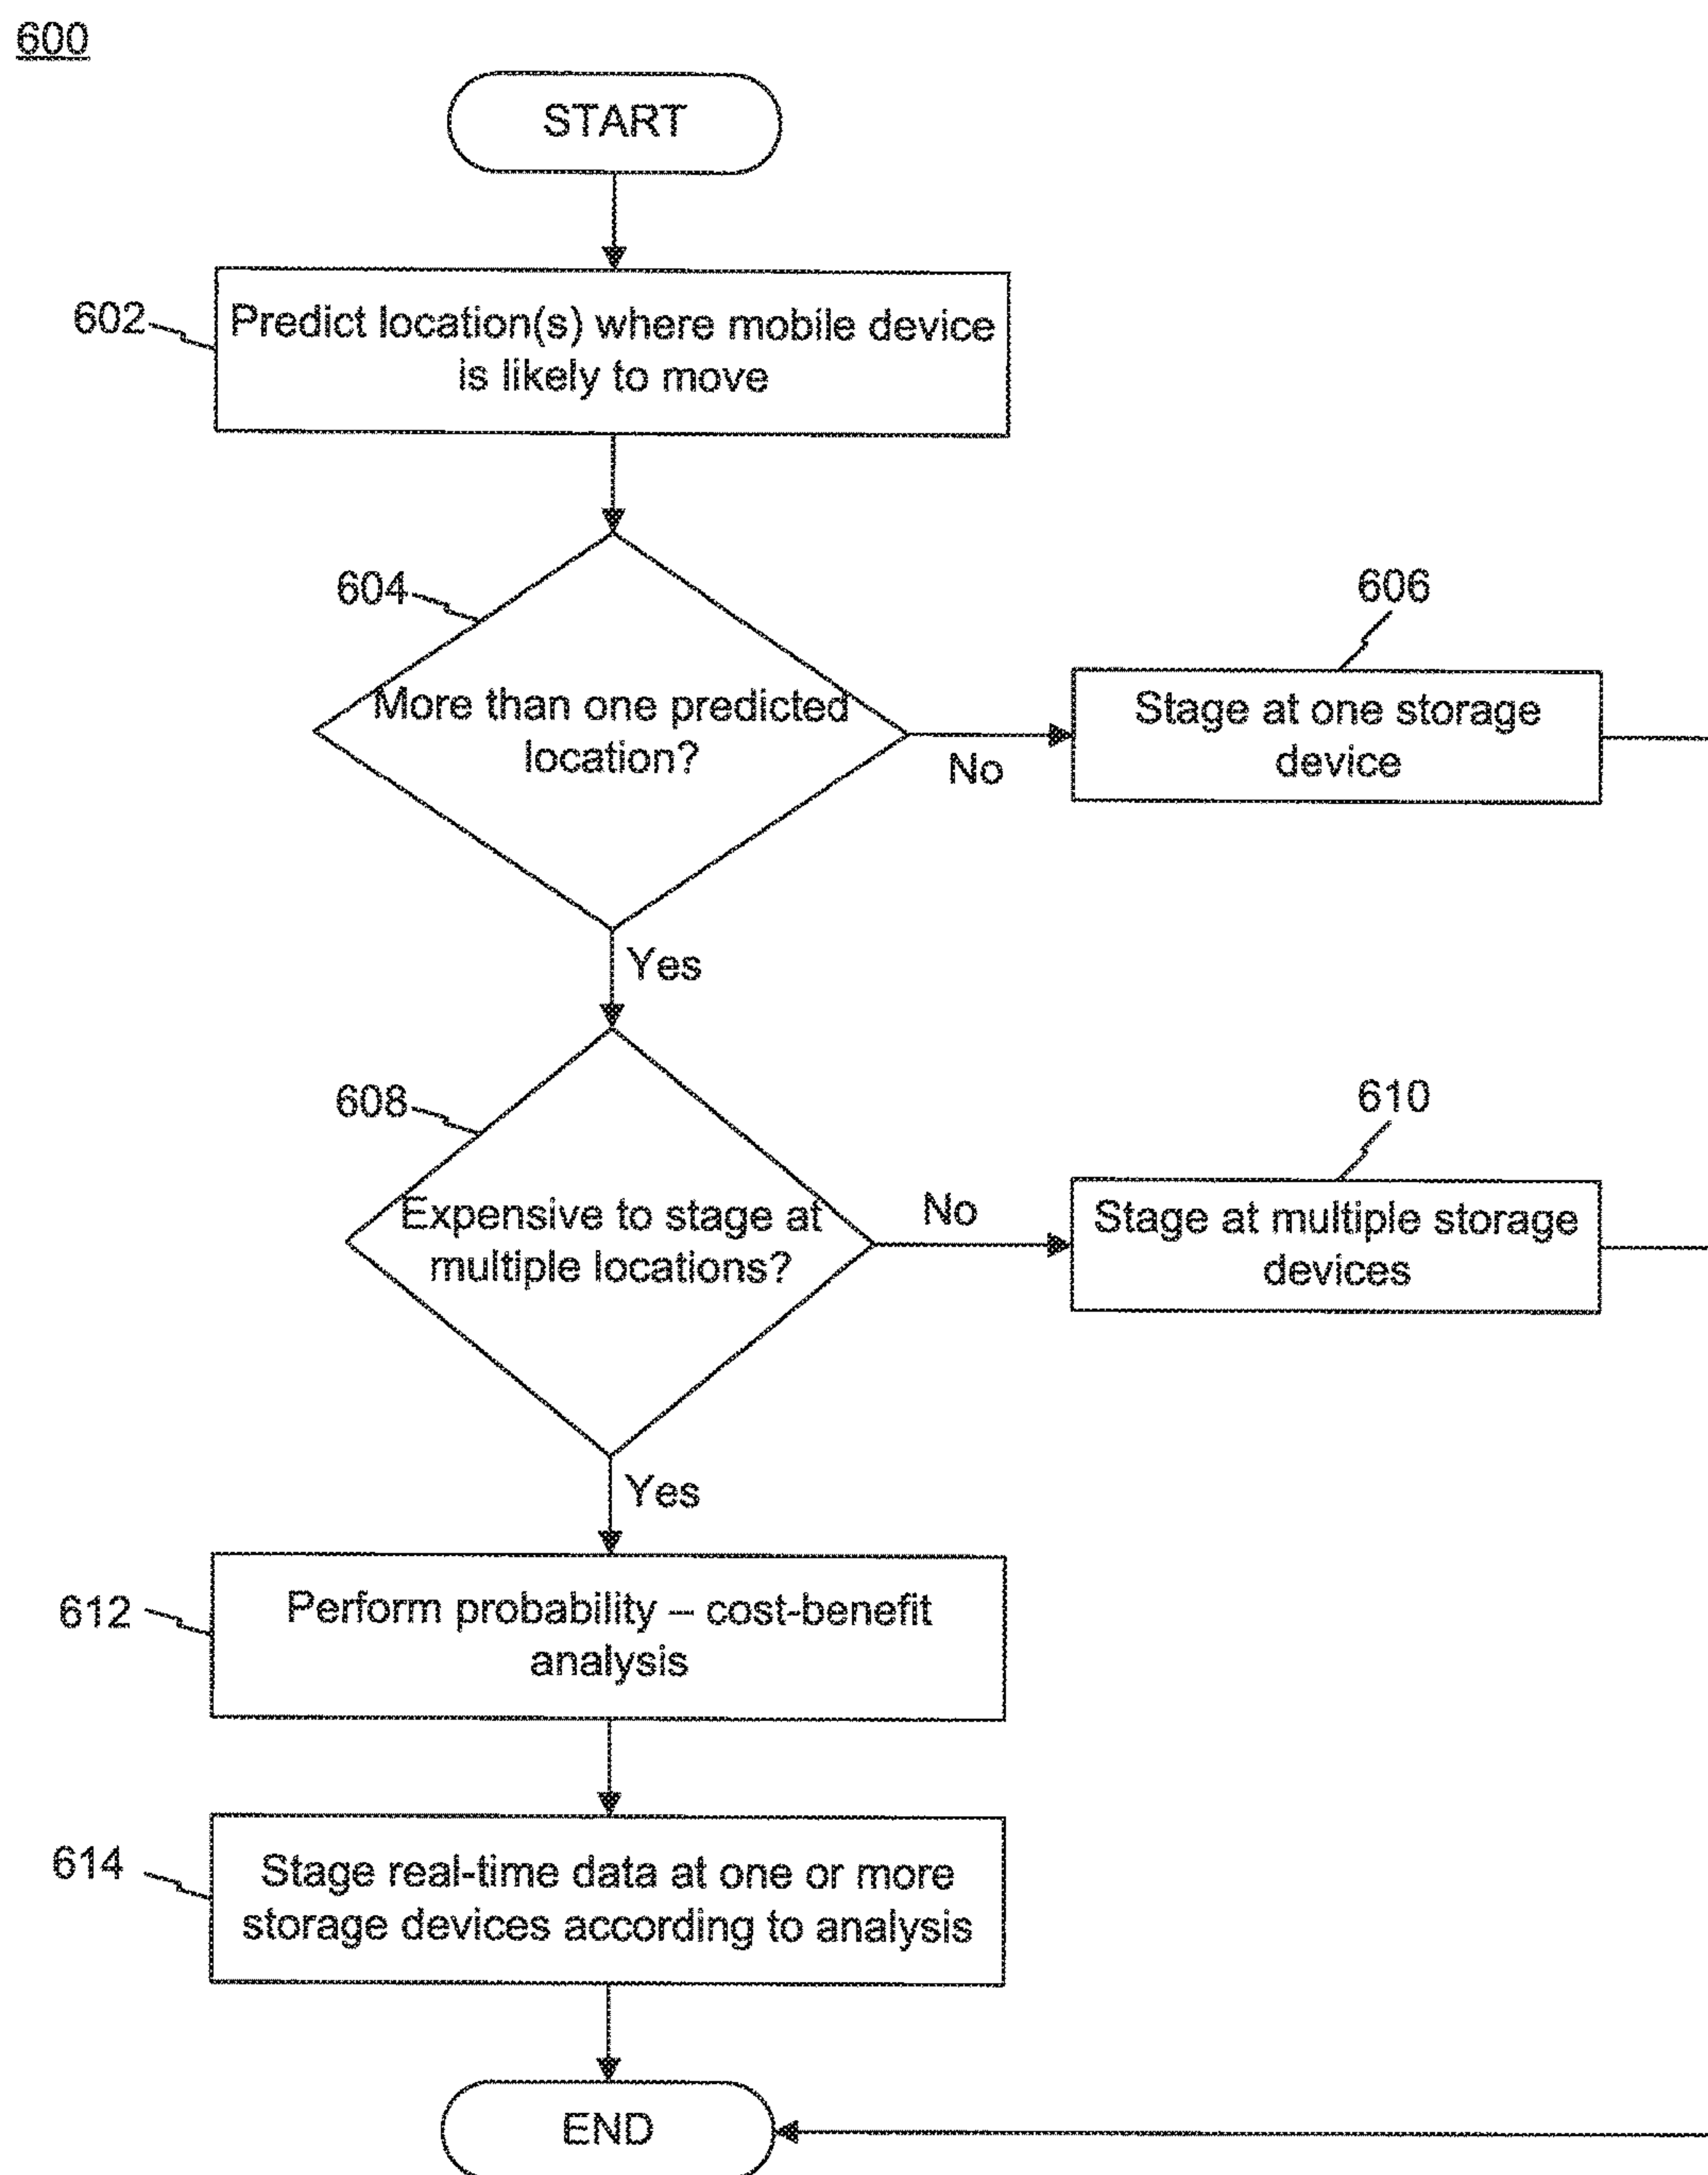 600
START
602
Predict location(s) where mobile device
is likely to move
604
More than one predicted
location?
No
606
Stage at one storage
device
Yes
608
Expensive to stage at
multiple locations?
No
610
Stage at multiple storage
devices
Yes
612
Perform probability – cost-benefit
analysis
614
Stage real-time data at one or more
storage devices according to analysis
END